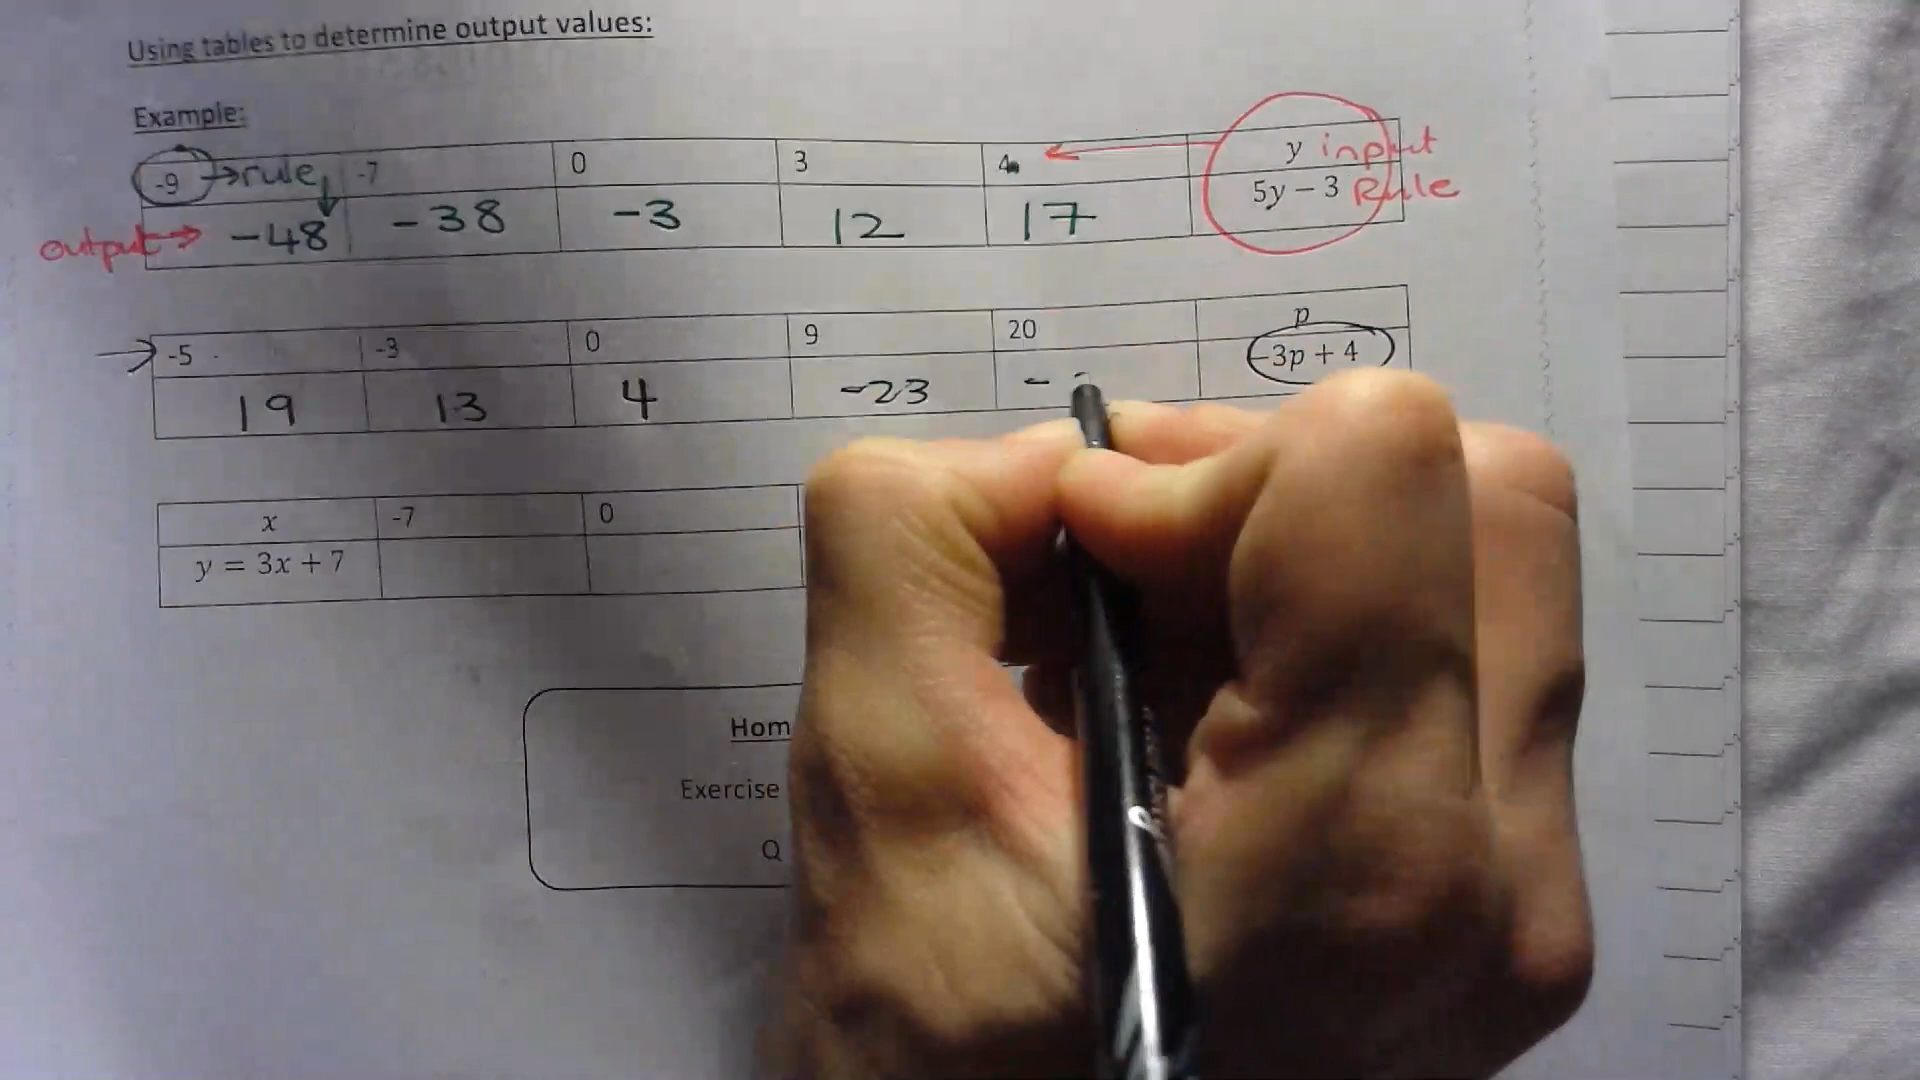 Using tables to determine output values:
Example:
-9 →rule↓ -7 0 3 4 y input
output→ -48 -38 -3 12 17 5y – 3 Rule
→ -5 -3 0 9 20 p
19 13 4 -23 - -3p + 4
x -7 0
y = 3x + 7
Exercise
Q